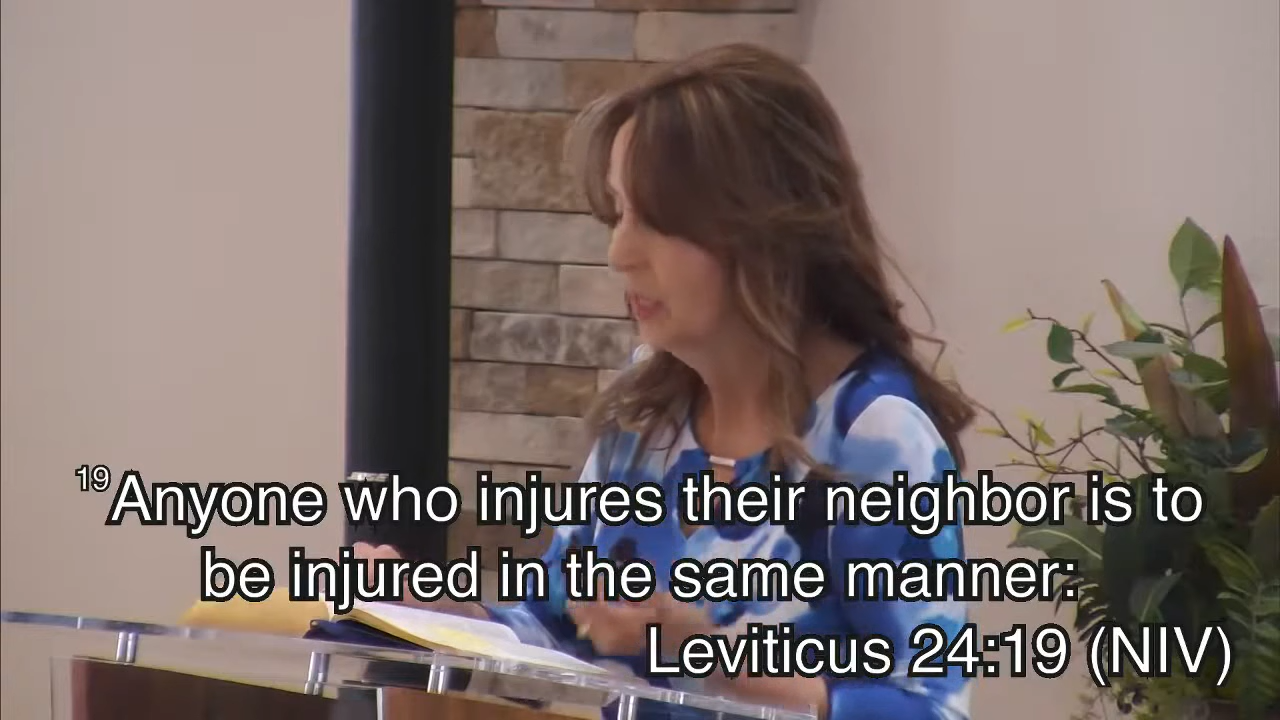 19Anyone who injures their neighbor is to
be injured in the same manner:
Leviticus 24:19 (NIV)